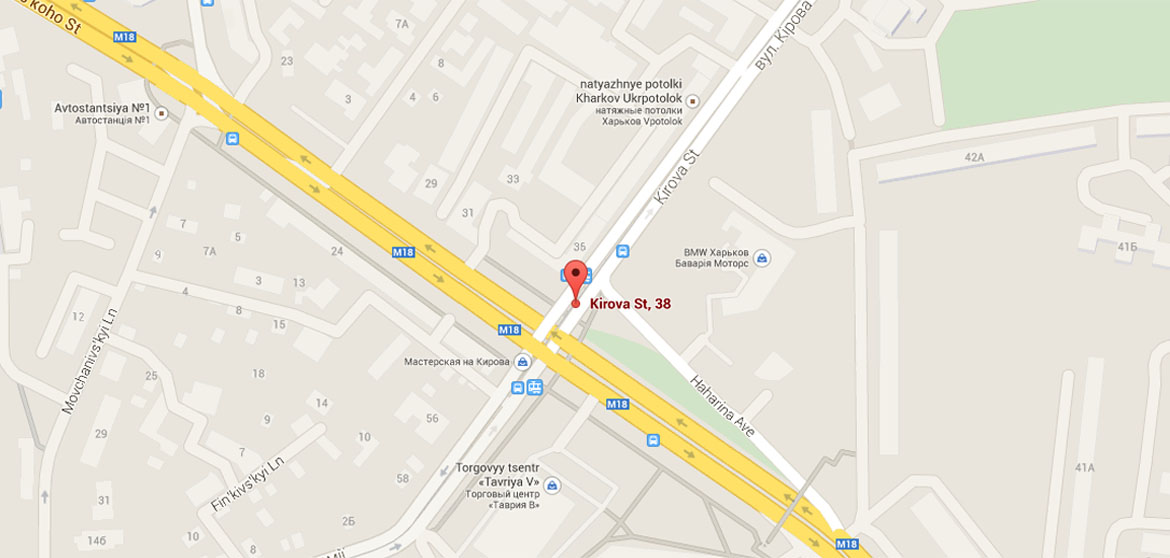 'koho St
M18
7A
23
8
3
4
6
Avtostantsiya №1
Автостанція №1
вул. Кірова
natyazhnye potolki
Kharkov Ukrpotolok
натяжные потолки
Харьков Vpotolok
Kirova St
42A
29
33
31
35
7
5
9
7A
M18
BMW Харьков
Баварія Моторс
41Б
3
13
4
8
15
12
Kirova St, 38
M18
Мастерская на Кирова
Movchanivs'kyi Ln
25
18
14
9
10
56
29
M18
Haharina Ave
Torgovyy tsentr
«Tavriya V»
Торговый центр
«Таврия В»
58
Fin'kivs'kyi Ln
41A
31
10
2Б
14б
8
M18